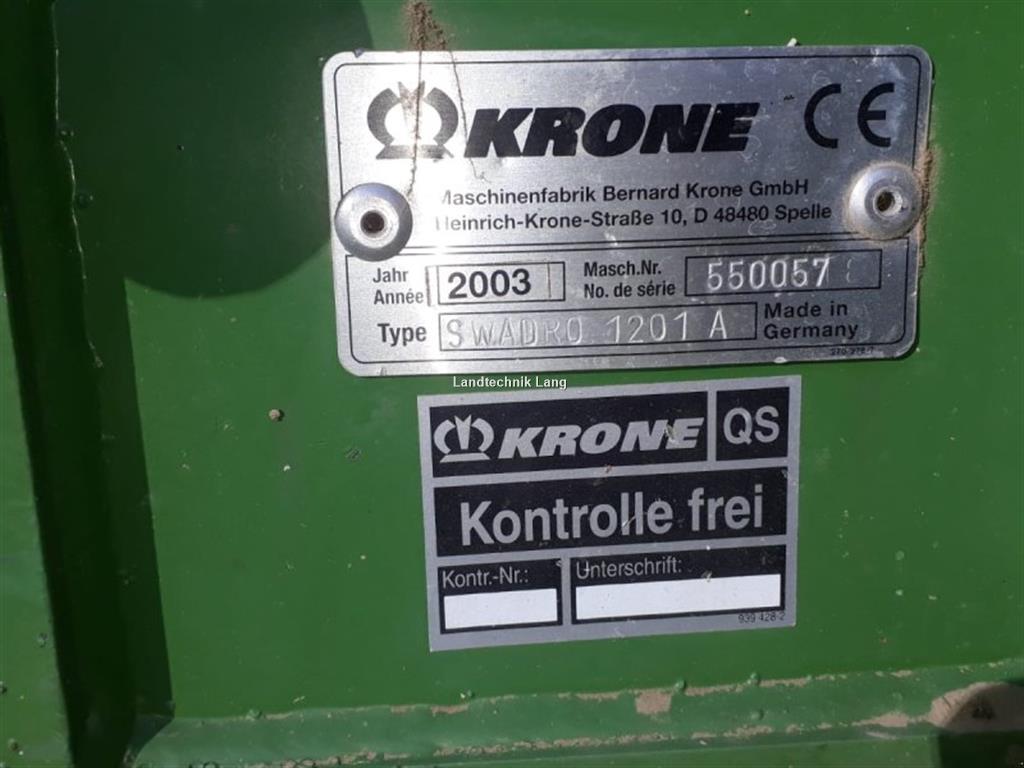 KRONE CE
Maschinenfabrik Bernard Krone GmbH
Heinrich-Krone-Straße 10, D 48480 Spelle
Jahr
Année 2003 Masch.Nr.
No. de série 550057
Type SWADRO 1201 A Made in
Germany
Landtechnik Lang
KRONE QS
Kontrolle frei
Kontr.-Nr.: Unterschrift:
939 428-2